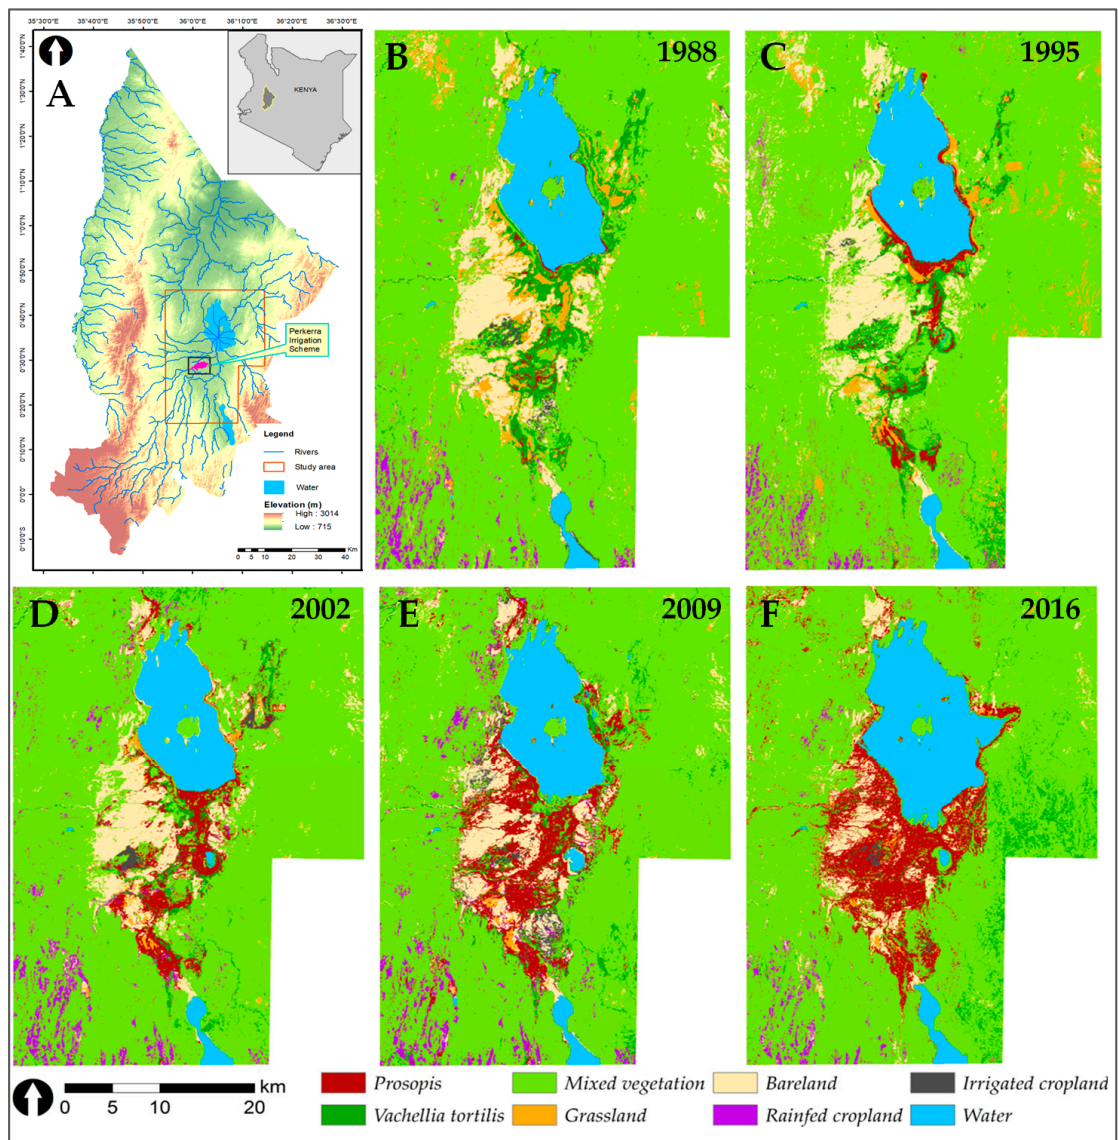 35°30'0"E 35°40'0"E 35°50'0"E 36°0'0"E 36°10'0"E 36°20'0"E 36°30'0"E
A
KENYA
1°40'0"N
1°30'0"N
1°20'0"N
1°10'0"N
1°0'0"N
0°50'0"N
0°40'0"N
0°30'0"N
0°20'0"N
0°10'0"N
0°0'0"
0°10'0"S
Perkerra
Irrigation
Scheme
Legend
Rivers
Study area
Water
Elevation (m)
High : 3014
Low : 715
0 5 10 20 30 40
Km
B 1988
C 1995
D 2002
E 2009
F 2016
km
0 5 10 20
Prosopis Mixed vegetation Bareland Irrigated cropland
Vachellia tortilis Grassland Rainfed cropland Water